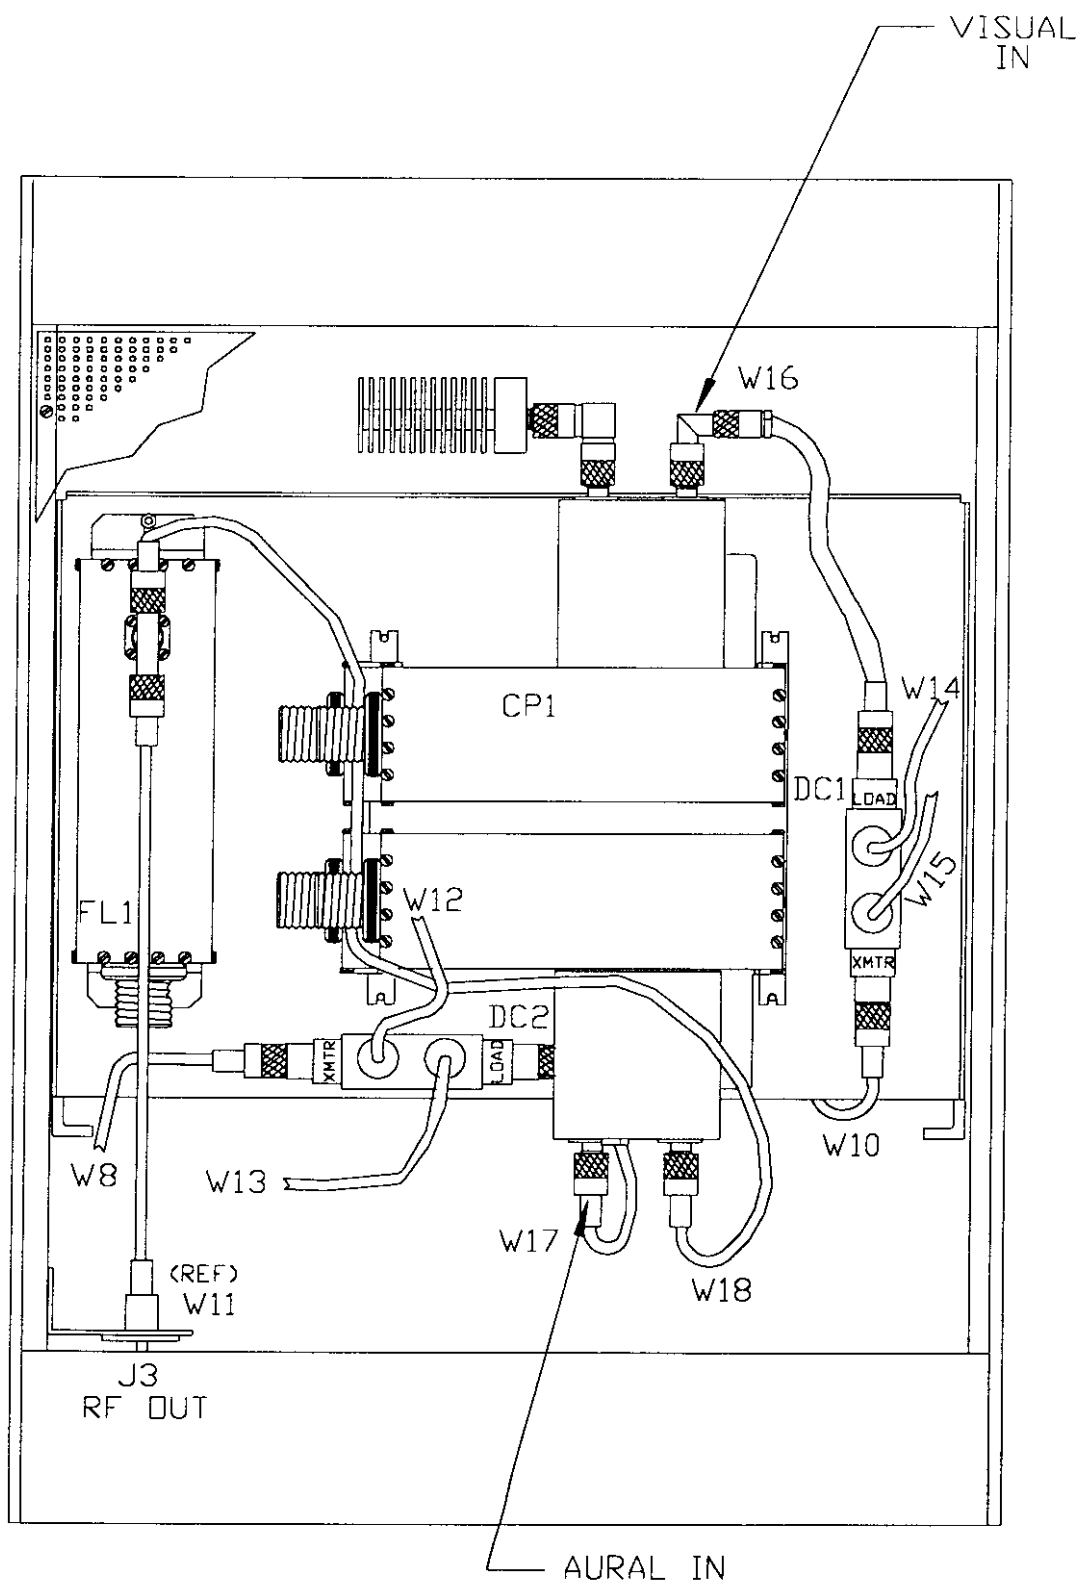 VISUAL
IN
W16
CP1
W14
DC1
LOAD
W15
W12
FL1
XMTR
DC2
XMTR
LOAD
W8
W13
W10
W17
W18
(REF)
W11
J3
RF OUT
AURAL IN